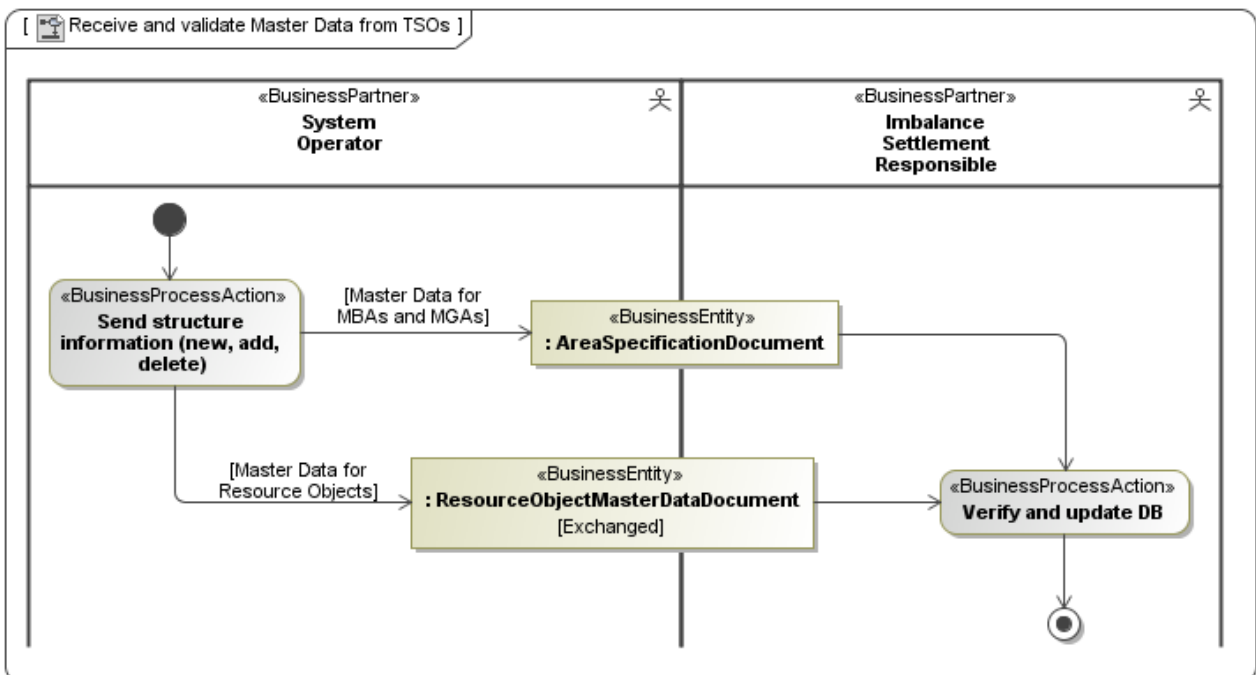 [ Receive and validate Master Data from TSOs ]
«BusinessPartner»
System
Operator
«BusinessPartner»
Imbalance
Settlement
Responsible
«BusinessProcessAction»
Send structure
information (new, add,
delete)
[Master Data for
MBAs and MGAs]
«BusinessEntity»
: AreaSpecificationDocument
[Master Data for
Resource Objects]
«BusinessEntity»
: ResourceObjectMasterDataDocument
[Exchanged]
«BusinessProcessAction»
Verify and update DB